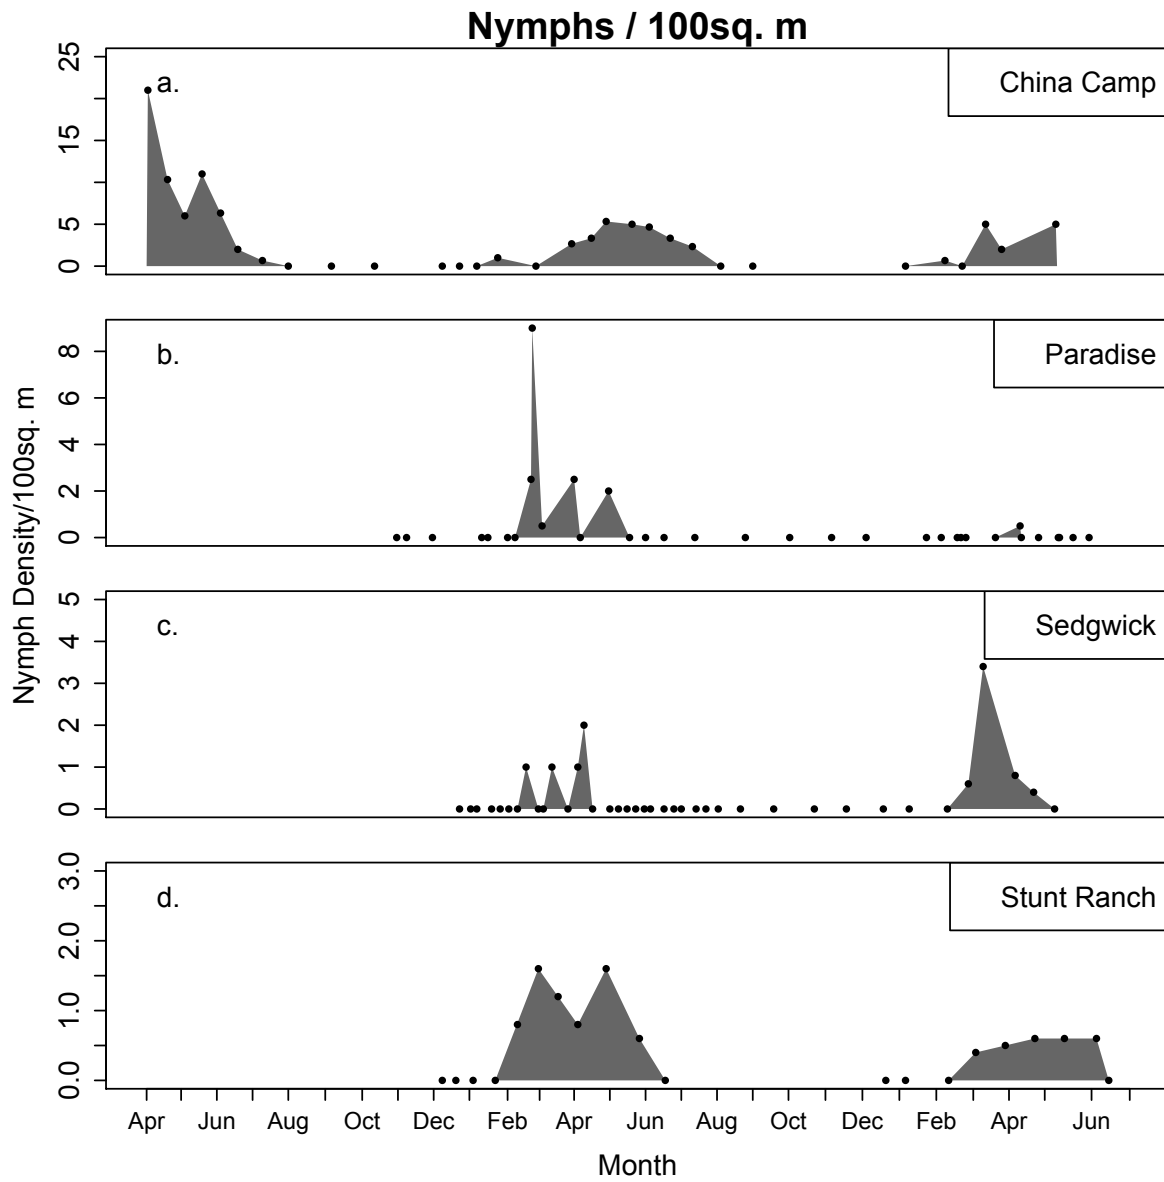 Nymphs / 100sq. m
a.
China Camp
25
15
5
0
b.
Paradise
8
6
4
2
0
Nymph Density/100sq. m
c.
Sedgwick
5
4
3
2
1
0
d.
Stunt Ranch
3.0
2.0
1.0
0.0
Apr Jun Aug Oct Dec Feb Apr Jun Aug Oct Dec Feb Apr Jun
Month